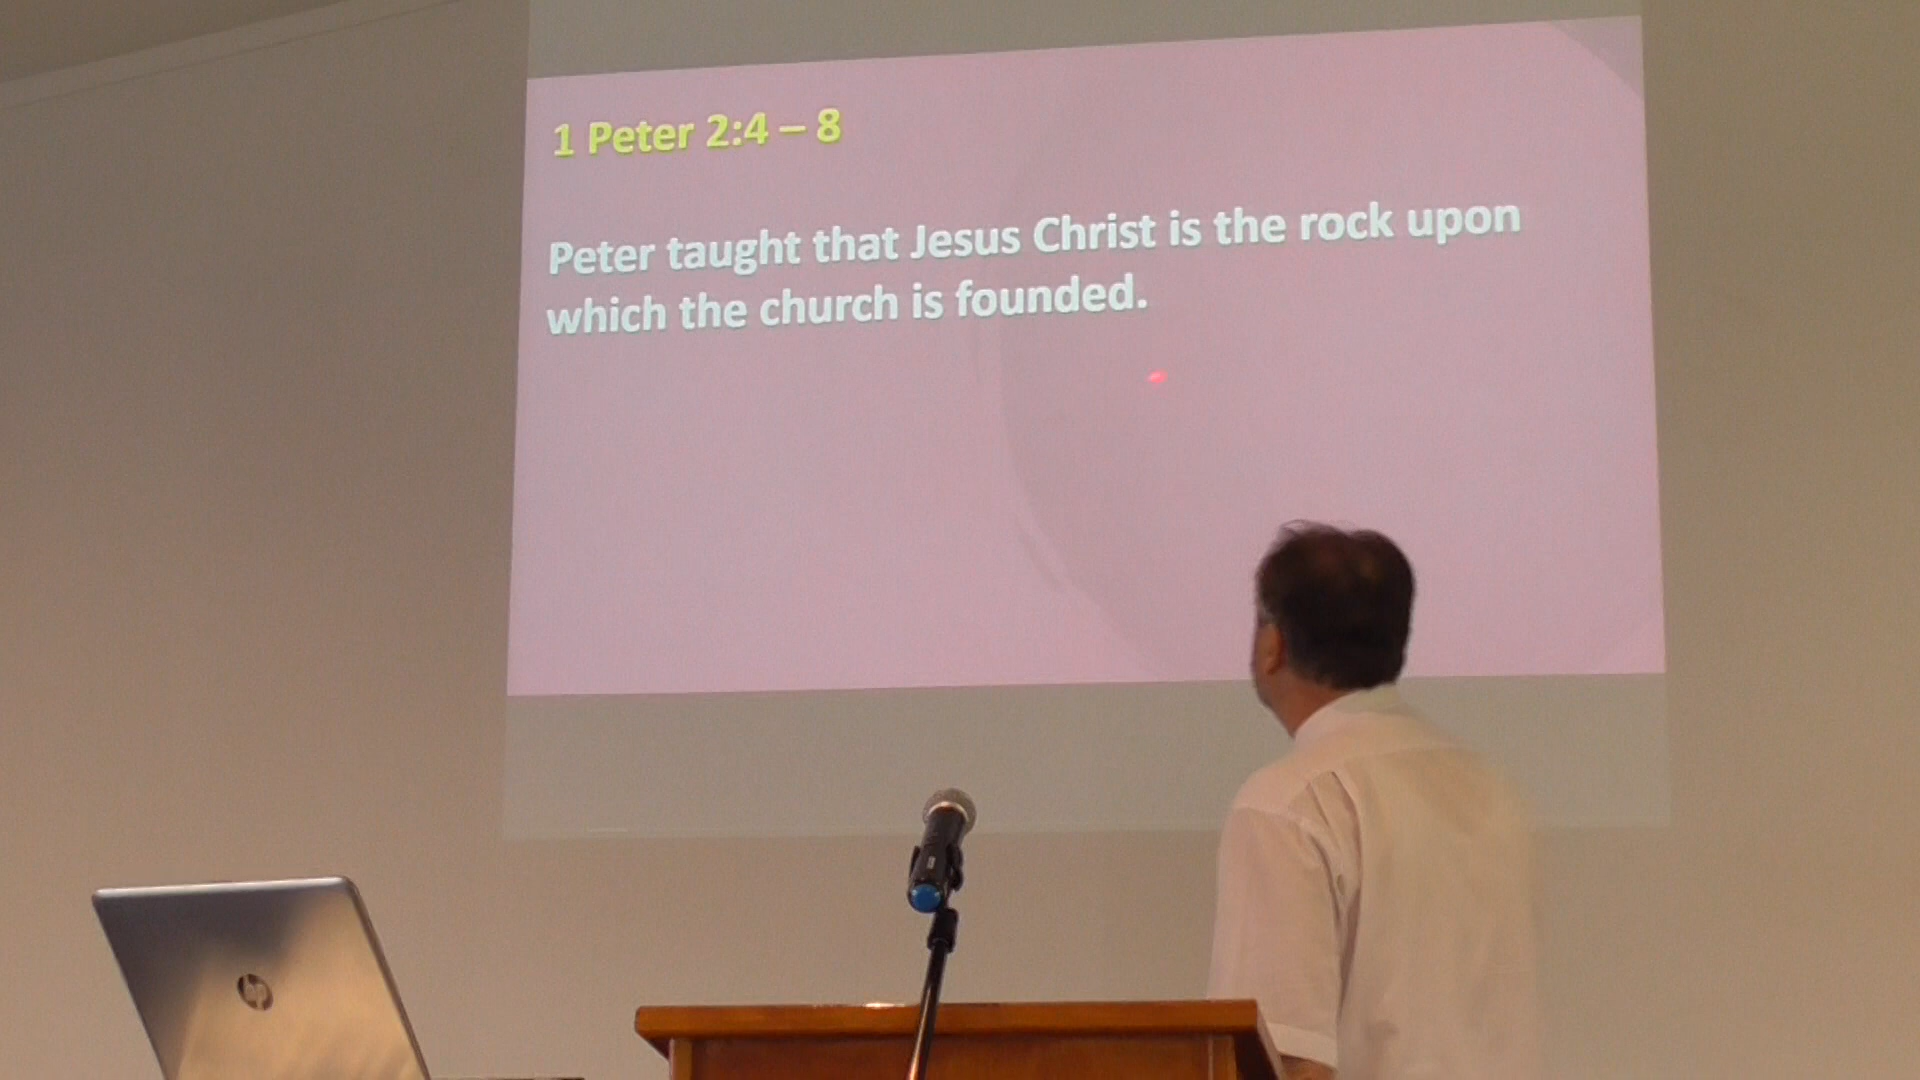 1 Peter 2:4 – 8
Peter taught that Jesus Christ is the rock upon
which the church is founded.
hp